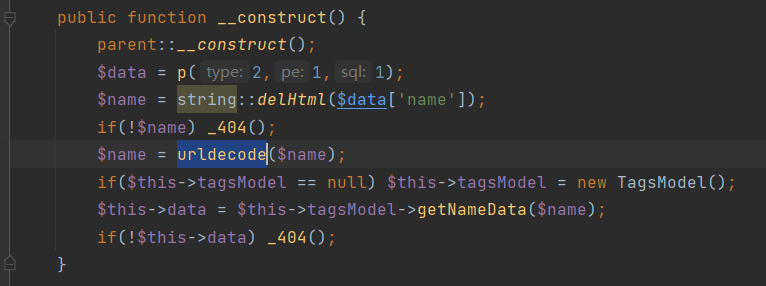 public function __construct() {
parent::__construct();
$data = p( type: 2, pe: 1, sql: 1);
$name = string::delHtml($data['name']);
if(!$name) _404();
$name = urldecode($name);
if($this->tagsModel == null) $this->tagsModel = new TagsModel();
$this->data = $this->tagsModel->getNameData($name);
if(!$this->data) _404();
}